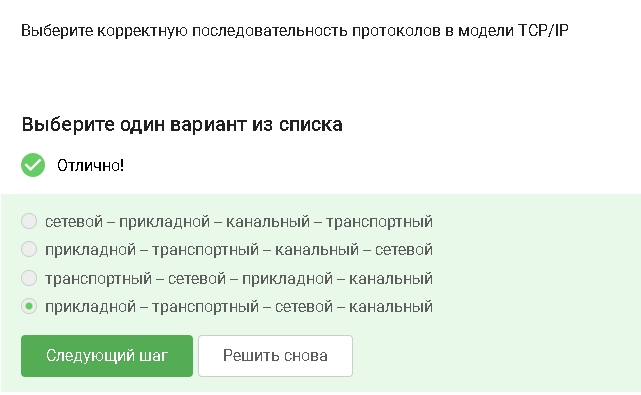 Выберите корректную последовательность протоколов в модели TCP/IP
Выберите один вариант из списка
Отлично!
сетевой – прикладной – канальный – транспортный
прикладной – транспортный – канальный – сетевой
транспортный – сетевой – прикладной – канальный
прикладной – транспортный – сетевой – канальный
Следующий шаг
Решить снова